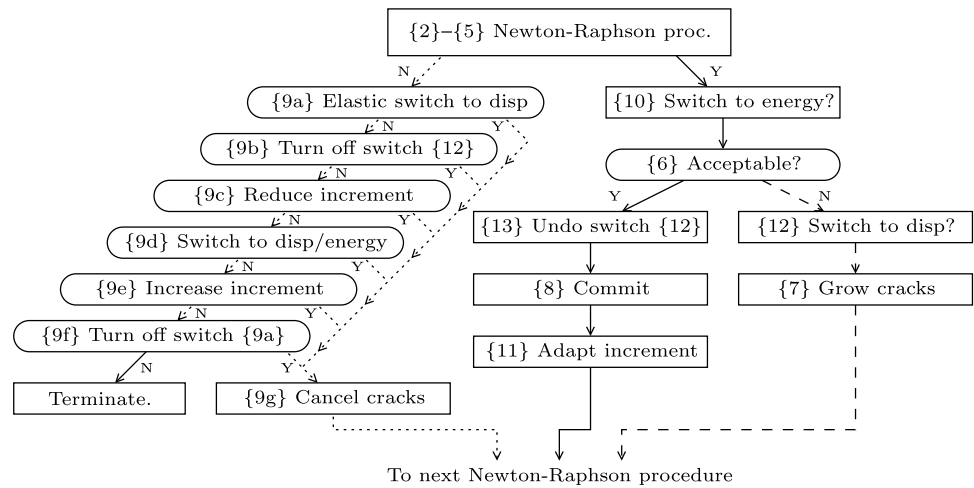 {2}–{5} Newton-Raphson proc.
N
Y
{9a} Elastic switch to disp
{10} Switch to energy?
N
Y
{9b} Turn off switch {12}
{6} Acceptable?
N
Y
{9c} Reduce increment
Y
N
N
Y
{9d} Switch to disp/energy
{13} Undo switch {12}
{12} Switch to disp?
N
Y
{9e} Increase increment
{8} Commit
{7} Grow cracks
N
Y
{9f} Turn off switch {9a}
{11} Adapt increment
N
Y
Terminate.
{9g} Cancel cracks
To next Newton-Raphson procedure